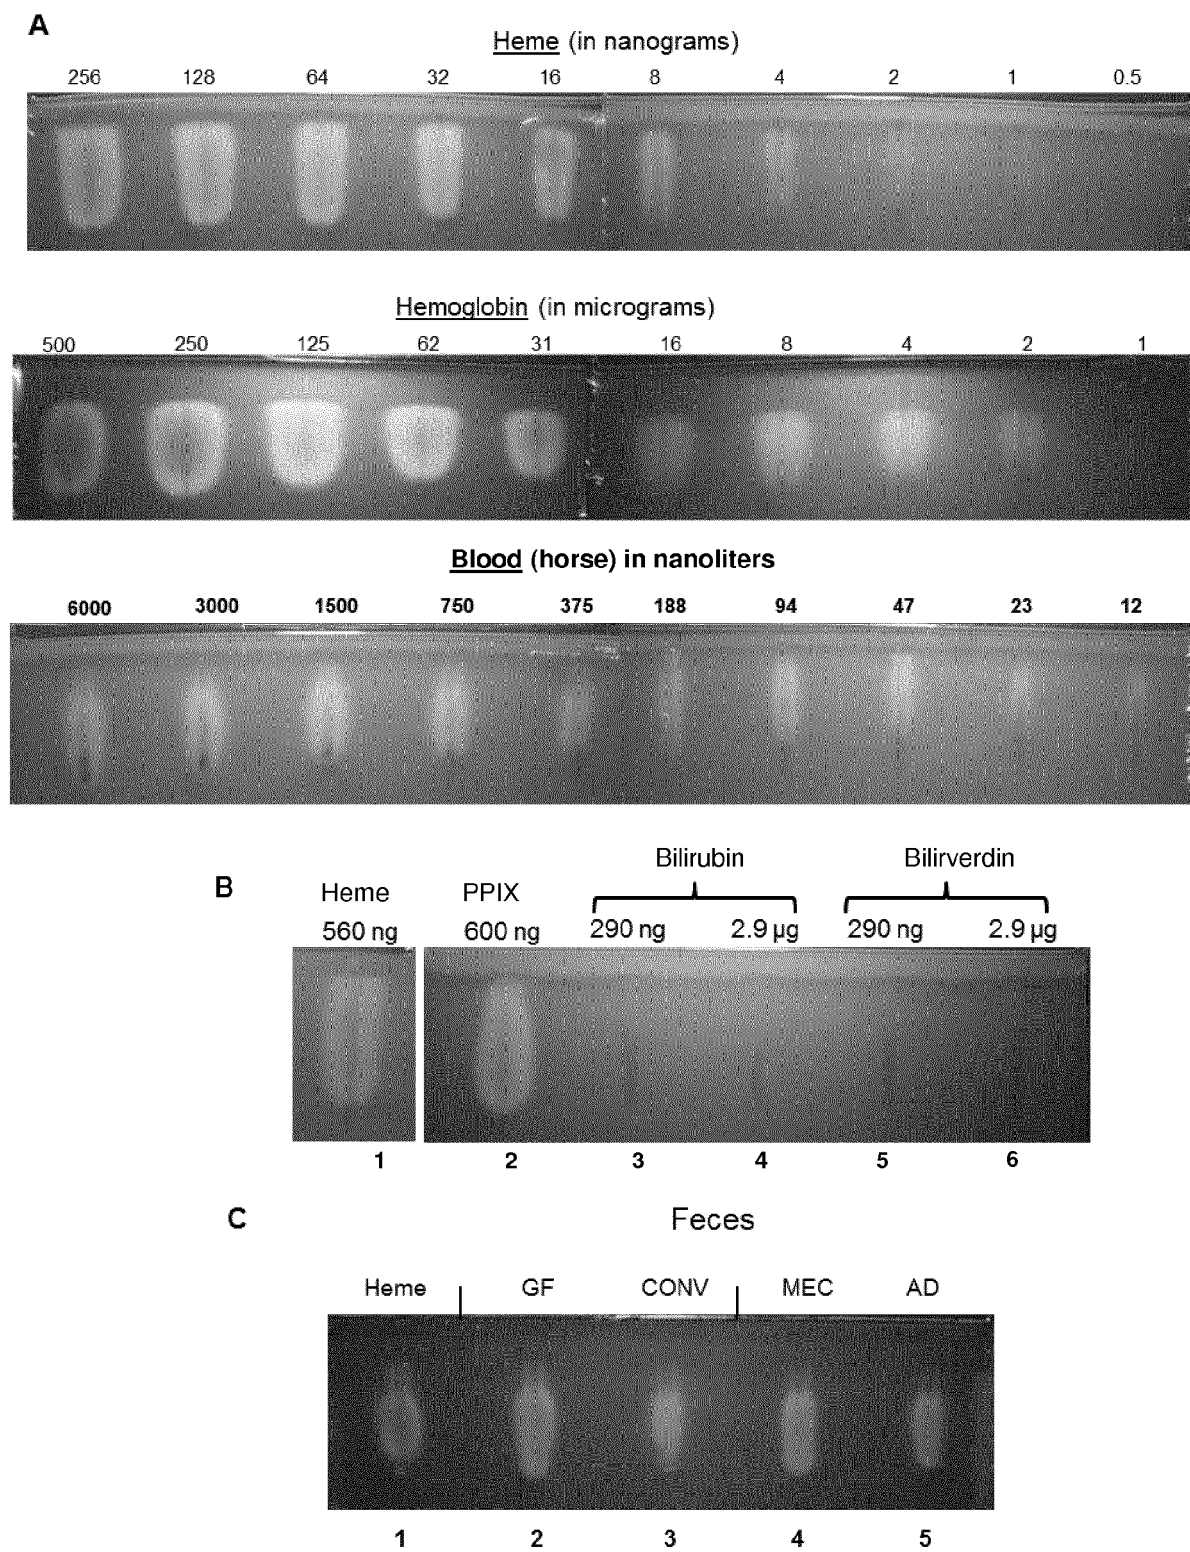 A
Heme (in nanograms)
256 128 64 32 16 8 4 2 1 0.5
Hemoglobin (in micrograms)
500 250 125 62 31 16 8 4 2 1
Blood (horse) in nanoliters
6000 3000 1500 750 375 188 94 47 23 12
B
Bilirubin Bilirverdin
Heme PPIX
560 ng 600 ng 290 ng 2.9 µg 290 ng 2.9 µg
1 2 3 4 5 6
C
Feces
Heme GF CONV MEC AD
1 2 3 4 5